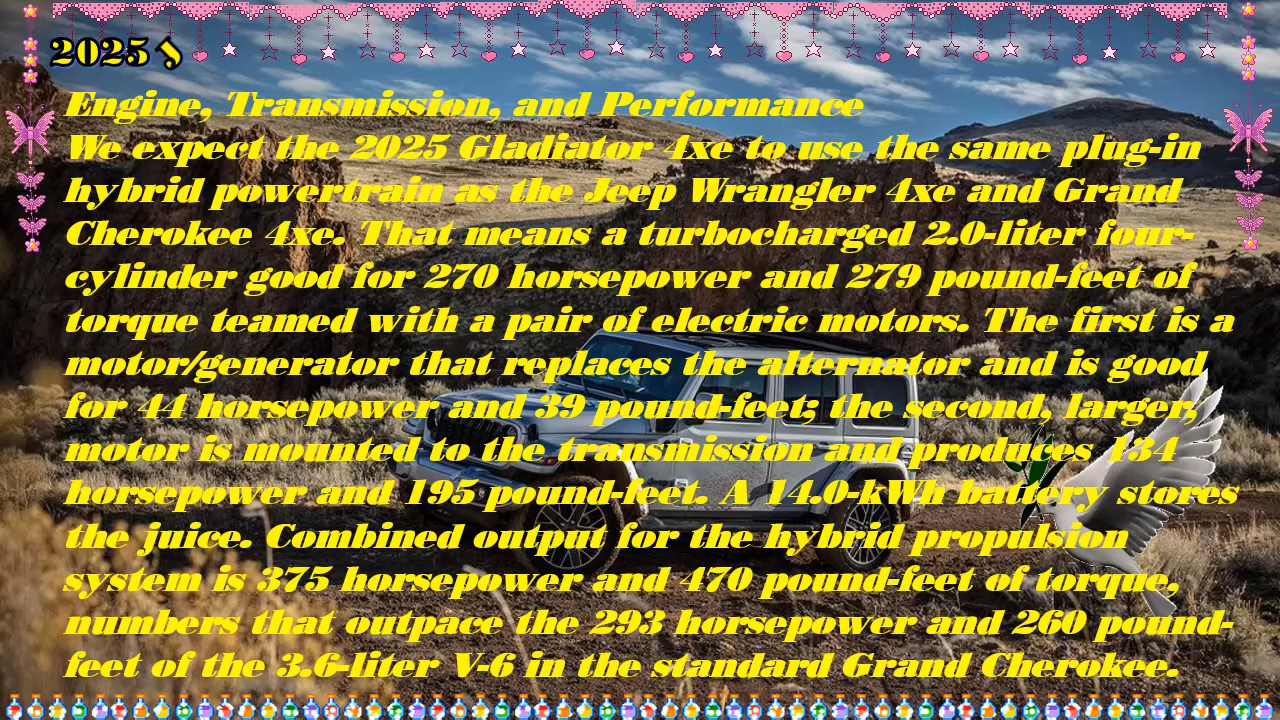 2025
Engine, Transmission, and Performance
We expect the 2025 Gladiator 4xe to use the same plug-in
hybrid powertrain as the Jeep Wrangler 4xe and Grand
Cherokee 4xe. That means a turbocharged 2.0-liter four-
cylinder good for 270 horsepower and 279 pound-feet of
torque teamed with a pair of electric motors. The first is a
motor/generator that replaces the alternator and is good
for 44 horsepower and 39 pound-feet; the second, larger,
motor is mounted to the transmission and produces 134
horsepower and 195 pound-feet. A 14.0-kWh battery stores
the juice. Combined output for the hybrid propulsion
system is 375 horsepower and 470 pound-feet of torque,
numbers that outpace the 293 horsepower and 260 pound-
feet of the 3.6-liter V-6 in the standard Grand Cherokee.